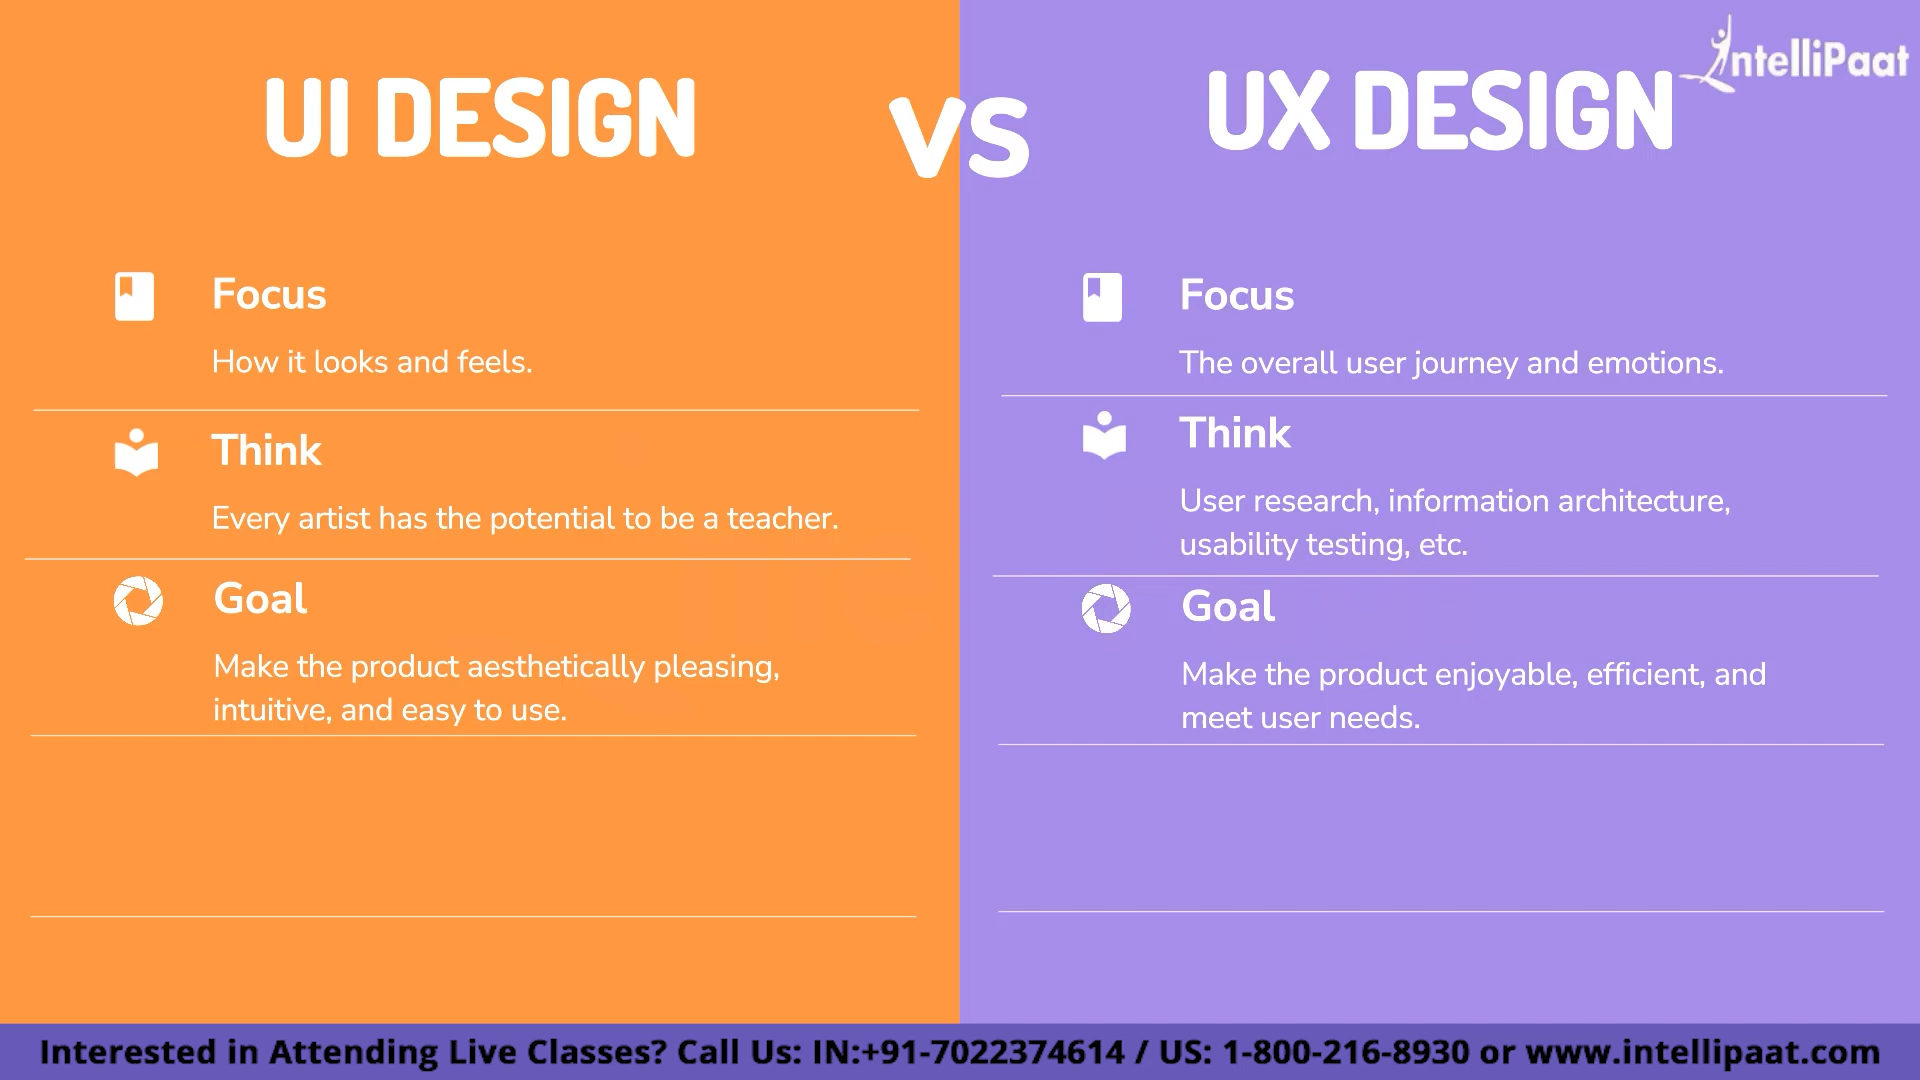 UI DESIGN
VS
UX DESIGN
IntelliPaat
Focus
How it looks and feels.
Think
Every artist has the potential to be a teacher.
Goal
Make the product aesthetically pleasing,
intuitive, and easy to use.
Focus
The overall user journey and emotions.
Think
User research, information architecture,
usability testing, etc.
Goal
Make the product enjoyable, efficient, and
meet user needs.
Interested in Attending Live Classes? Call Us: IN:+91-7022374614 / US: 1-800-216-8930 or www.intellipaat.com